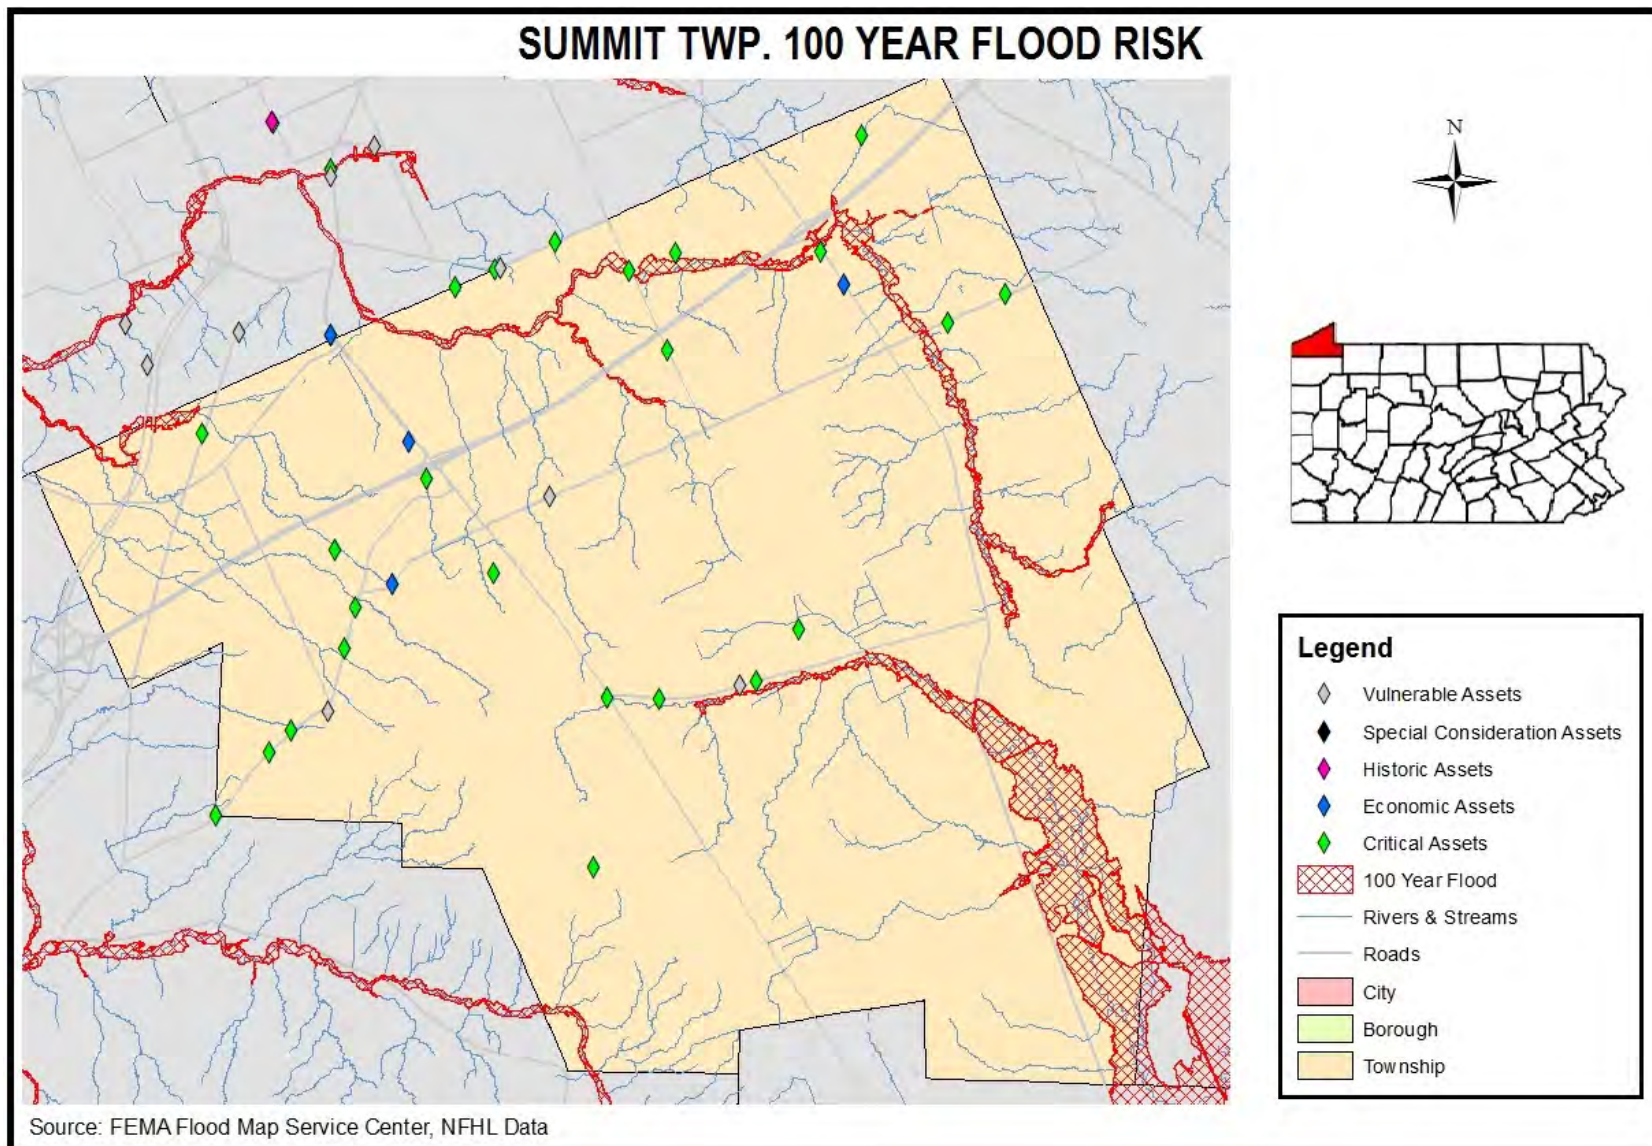 SUMMIT TWP. 100 YEAR FLOOD RISK
N
Legend
Vulnerable Assets
Special Consideration Assets
Historic Assets
Economic Assets
Critical Assets
100 Year Flood
Rivers & Streams
Roads
City
Borough
Township
Source: FEMA Flood Map Service Center, NFHL Data